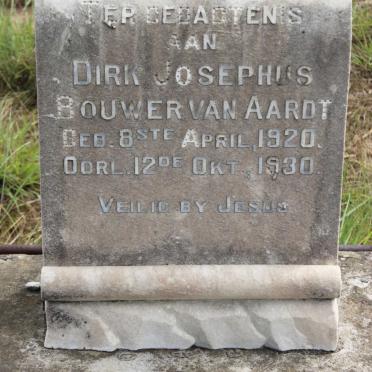 TER GEDAGTENIS
AAN
DIRK JOSEPHUS
BOUWER VAN AARDT
GEB. 8STE APRIL, 1920.
OORL. 12DE OKT., 1930.
VEILIG BY JESUS